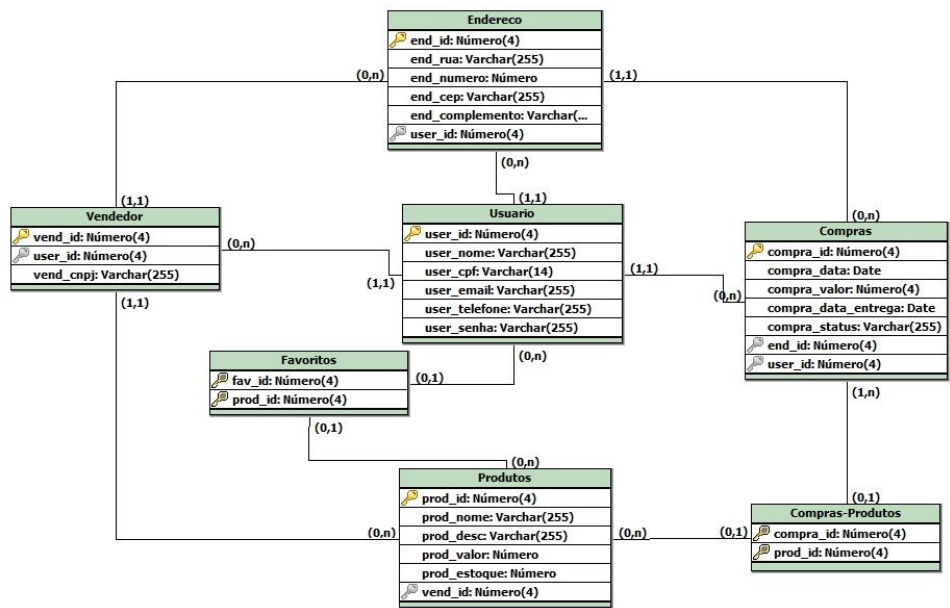 Endereco
end_id: Número(4)
end_rua: Varchar(255)
end_numero: Número
end_cep: Varchar(255)
end_complemento: Varchar(...
user_id: Número(4)
(0,n)
(1,1)
(0,n)
(1,1)
(1,1)
(0,n)
Vendedor
vend_id: Número(4)
user_id: Número(4)
vend_cnpj: Varchar(255)
(0,n)
(1,1)
(1,1)
Usuario
user_id: Número(4)
user_nome: Varchar(255)
user_cpf: Varchar(14)
user_email: Varchar(255)
user_telefone: Varchar(255)
user_senha: Varchar(255)
(1,1)
(0,n)
(0,n)
Compras
compra_id: Número(4)
compra_data: Date
compra_valor: Número(4)
compra_data_entrega: Date
compra_status: Varchar(255)
end_id: Número(4)
user_id: Número(4)
(1,n)
Favoritos
fav_id: Número(4)
prod_id: Número(4)
(0,1)
(0,1)
(0,n)
Produtos
prod_id: Número(4)
prod_nome: Varchar(255)
prod_desc: Varchar(255)
prod_valor: Número
prod_estoque: Número
vend_id: Número(4)
(0,n)
(0,n)
(0,1)
(0,1)
Compras-Produtos
compra_id: Número(4)
prod_id: Número(4)